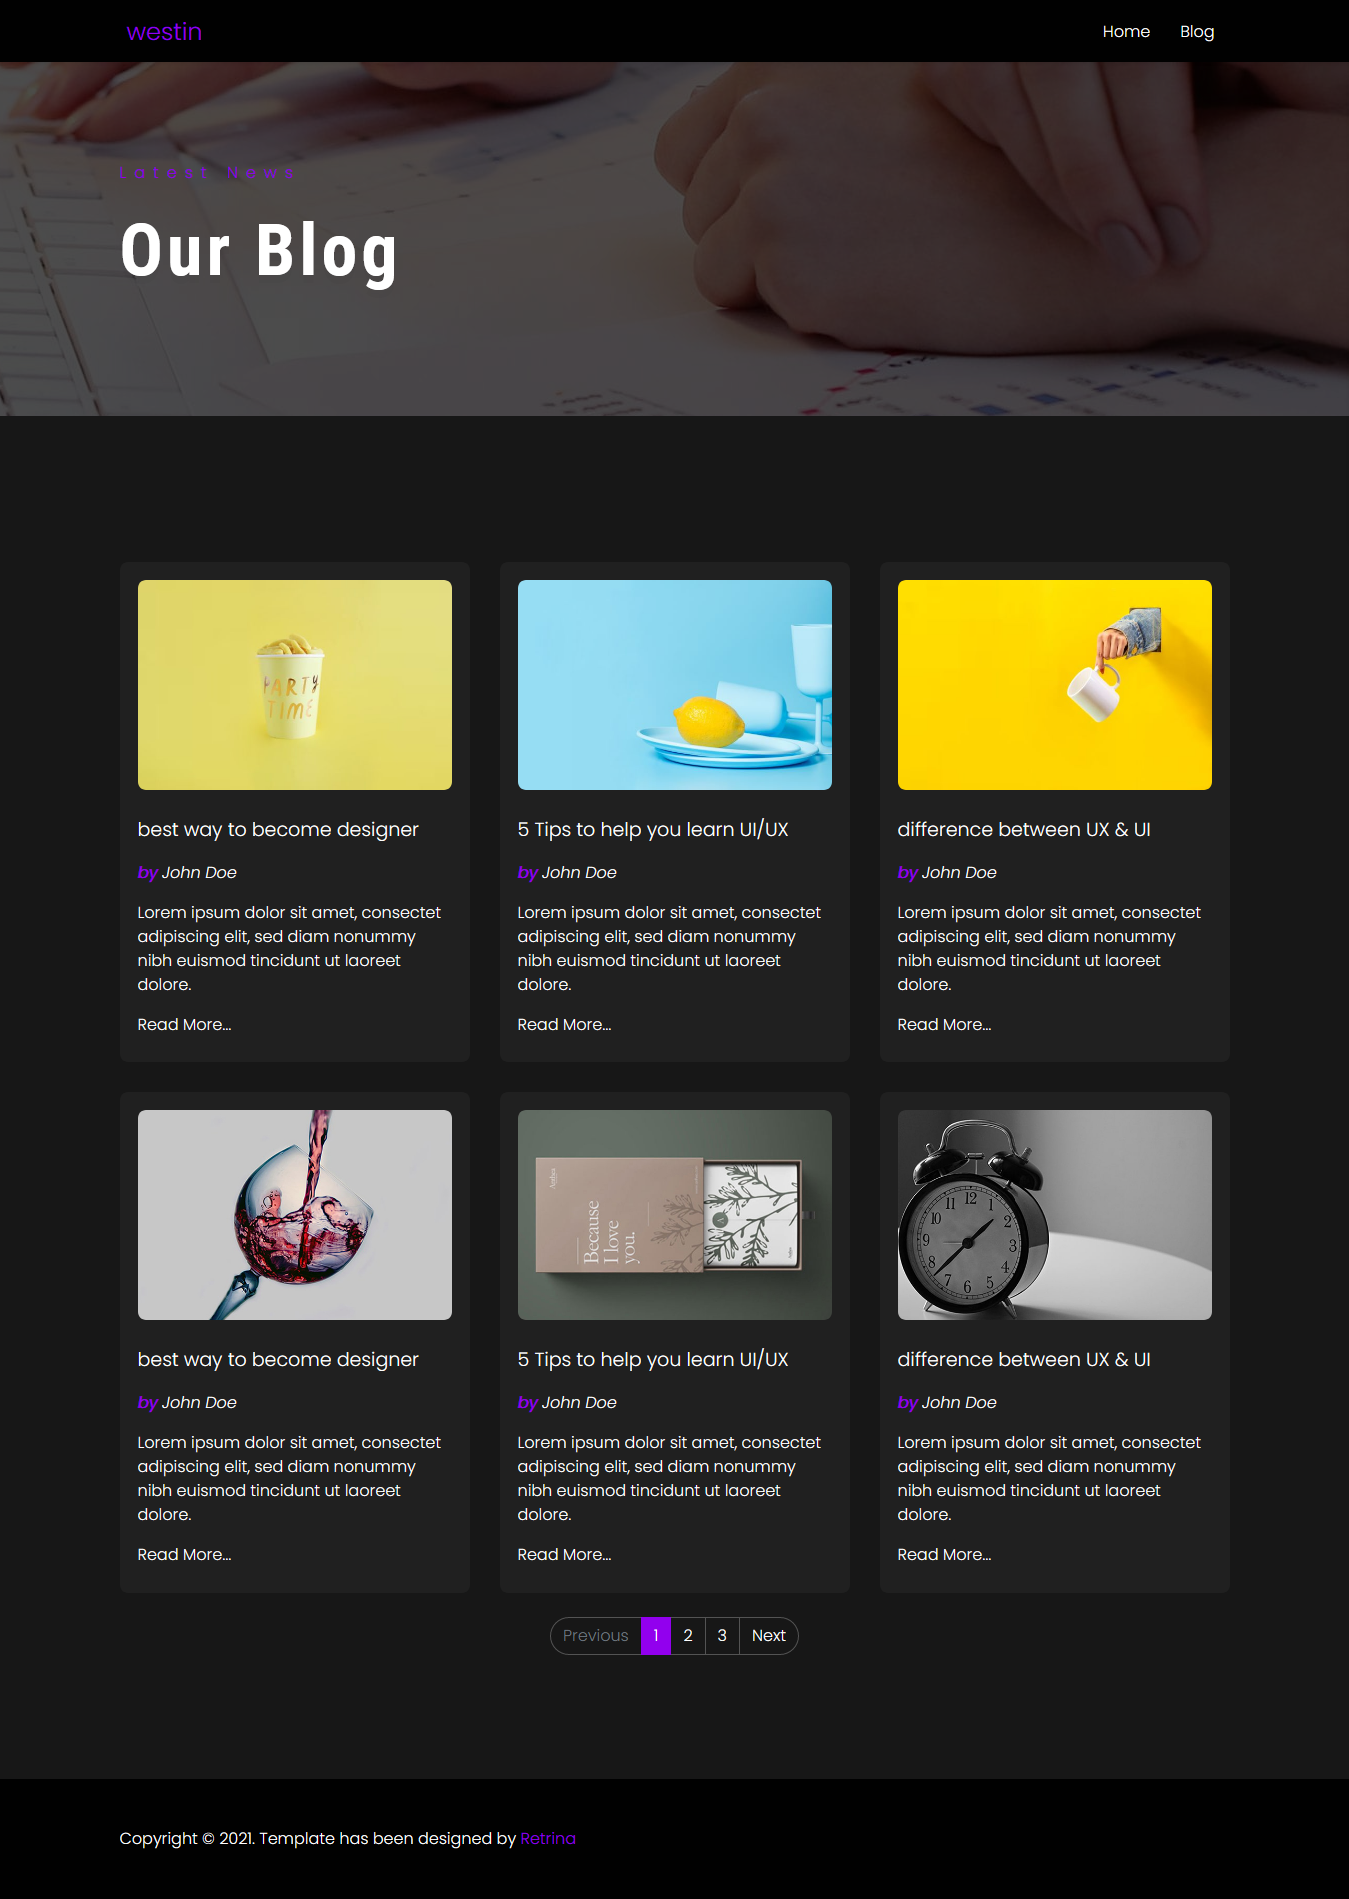 westin
Home
Blog
Latest News
Our Blog
PARTY
TIME
best way to become designer
by John Doe
Lorem ipsum dolor sit amet, consectet
adipiscing elit, sed diam nonummy
nibh euismod tincidunt ut laoreet
dolore.
Read More...
5 Tips to help you learn UI/UX
by John Doe
Lorem ipsum dolor sit amet, consectet
adipiscing elit, sed diam nonummy
nibh euismod tincidunt ut laoreet
dolore.
Read More...
difference between UX & UI
by John Doe
Lorem ipsum dolor sit amet, consectet
adipiscing elit, sed diam nonummy
nibh euismod tincidunt ut laoreet
dolore.
Read More...
Because
I love
you.
12
1
2
3
4
5
6
7
8
9
10
11
best way to become designer
by John Doe
Lorem ipsum dolor sit amet, consectet
adipiscing elit, sed diam nonummy
nibh euismod tincidunt ut laoreet
dolore.
Read More...
5 Tips to help you learn UI/UX
by John Doe
Lorem ipsum dolor sit amet, consectet
adipiscing elit, sed diam nonummy
nibh euismod tincidunt ut laoreet
dolore.
Read More...
difference between UX & UI
by John Doe
Lorem ipsum dolor sit amet, consectet
adipiscing elit, sed diam nonummy
nibh euismod tincidunt ut laoreet
dolore.
Read More...
Previous 1 2 3 Next
Copyright © 2021. Template has been designed by Retrina